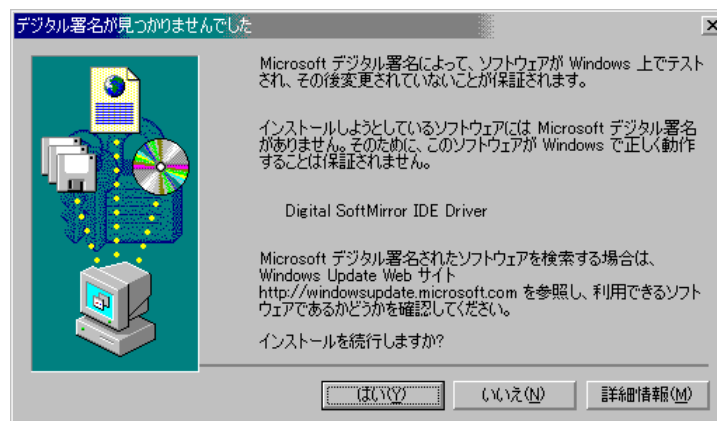 デジタル署名が見つかりませんでした
Microsoft デジタル署名によって、ソフトウェアが Windows 上でテスト
され、その後変更されていないことが保証されます。
インストールしようとしているソフトウェアには Microsoft デジタル署名
がありません。そのために、このソフトウェアが Windows で正しく動作
することは保証されません。
Digital SoftMirror IDE Driver
Microsoft デジタル署名されたソフトウェアを検索する場合は、
Windows Update Web サイト
http://windowsupdate.microsoft.com を参照し、利用できるソフト
ウェアであるかどうかを確認してください。
インストールを続行しますか?
はい(Y) いいえ(N) 詳細情報(M)